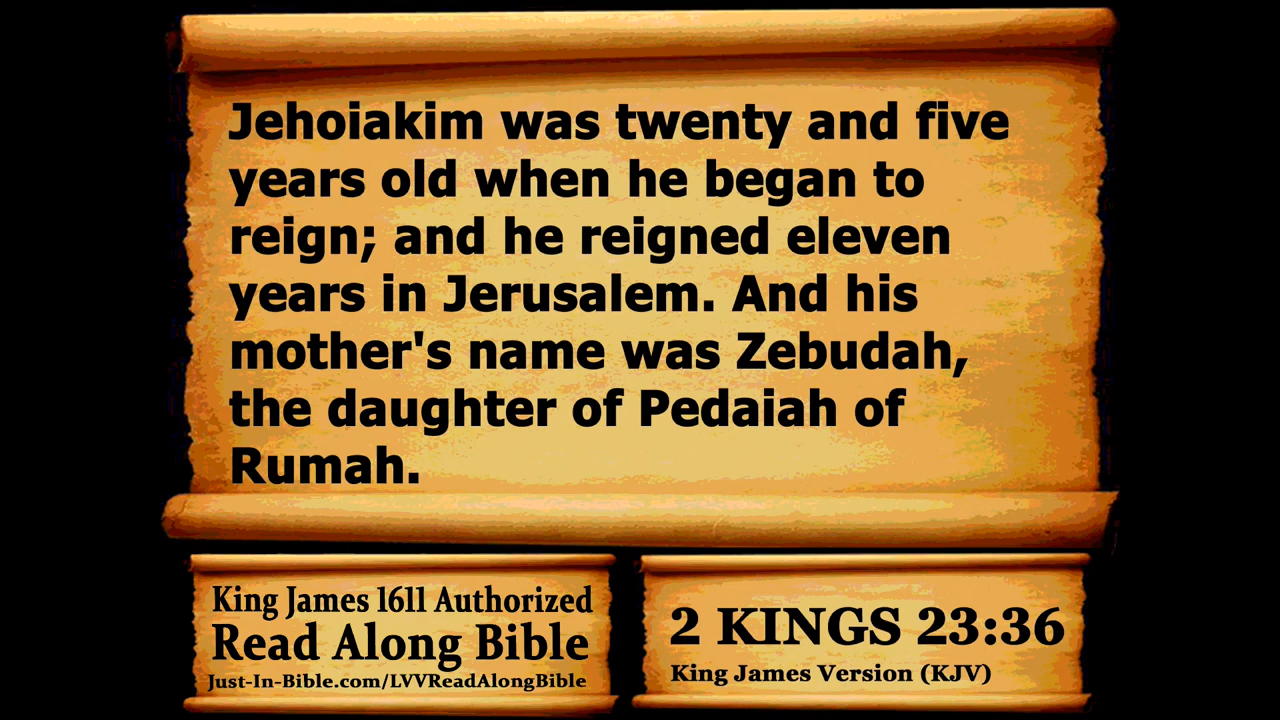 Jehoiakim was twenty and five
years old when he began to
reign; and he reigned eleven
years in Jerusalem. And his
mother's name was Zebudah,
the daughter of Pedaiah of
Rumah.
King James 1611 Authorized
Read Along Bible
Just-In-Bible.com/LVVReadAlongBible
2 KINGS 23:36
King James Version (KJV)